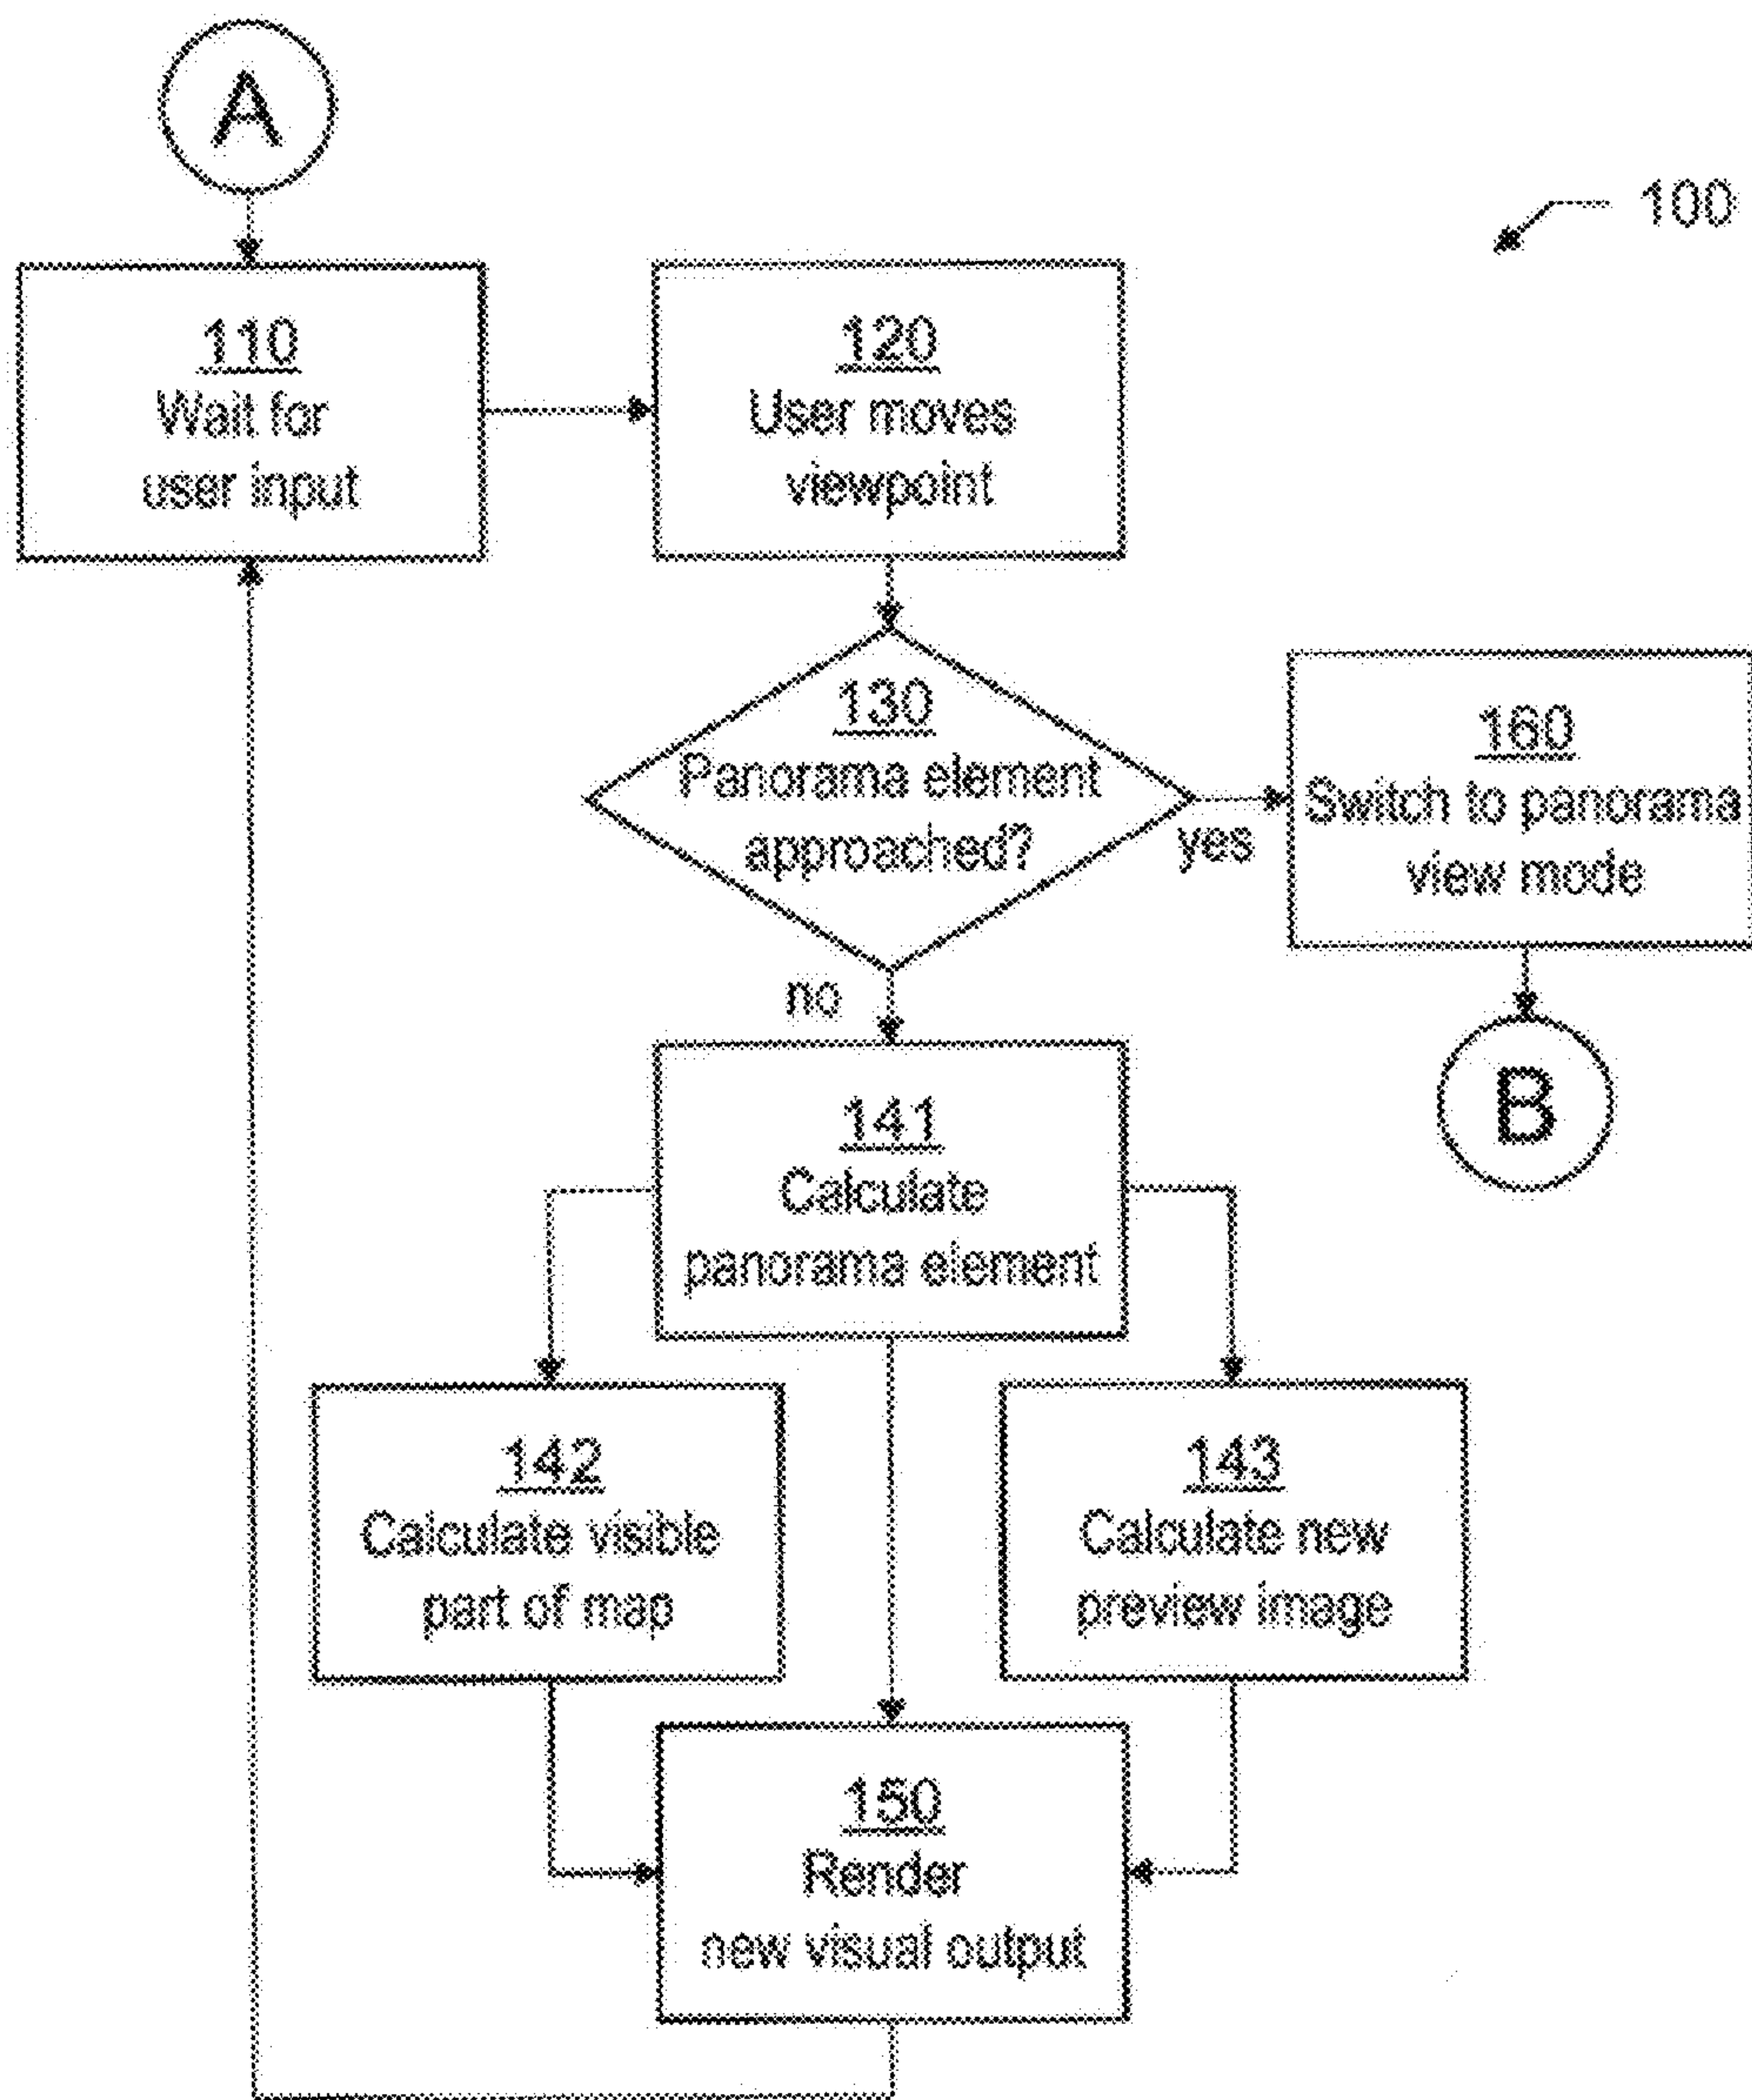 A
100
110
Wait for
user input
120
User moves
viewpoint
130
Panorama element
approached?
yes
160
Switch to panorama
view mode
no
B
141
Calculate
panorama element
142
Calculate visible
part of map
143
Calculate new
preview image
150
Render
new visual output